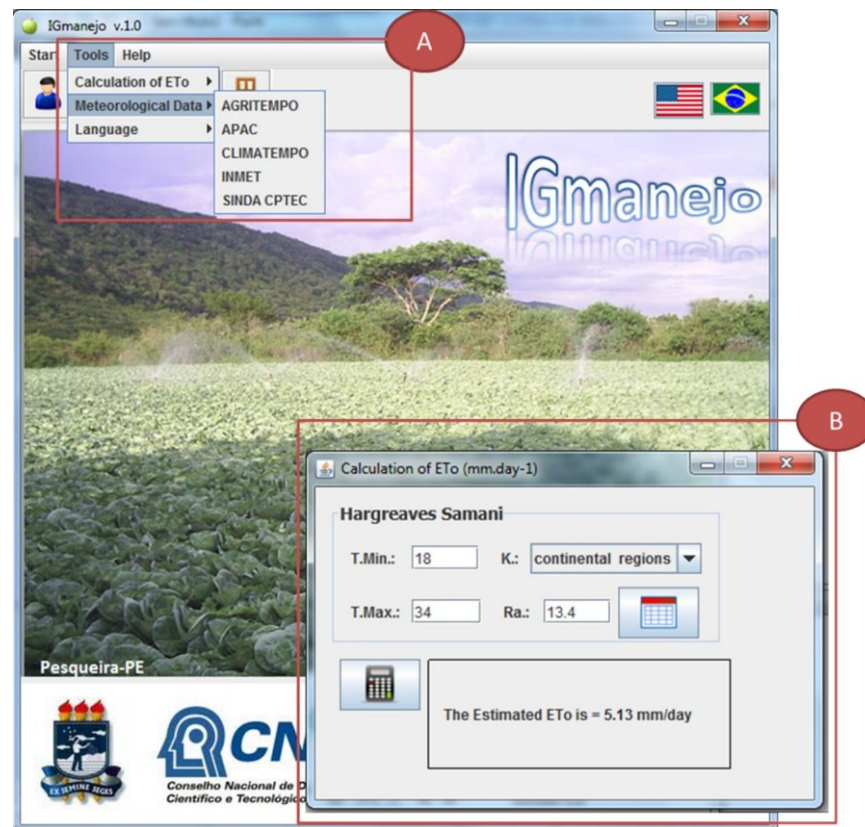 IGmanejo v.1.0
A
Start Tools Help
Calculation of ETo
Meteorological Data
Language
AGRITEMPO
APAC
CLIMATEMPO
INMET
SINDA CPTEC
IGmanejo
B
Calculation of ETo (mm.day-1)
Hargreaves Samani
T.Min.: 18 K.: continental regions
T.Max.: 34 Ra.: 13.4
The Estimated ETo is = 5.13 mm/day
Pesqueira-PE
EX SEMINE SEGES
CN
Conselho Nacional de D
Científico e Tecnológico